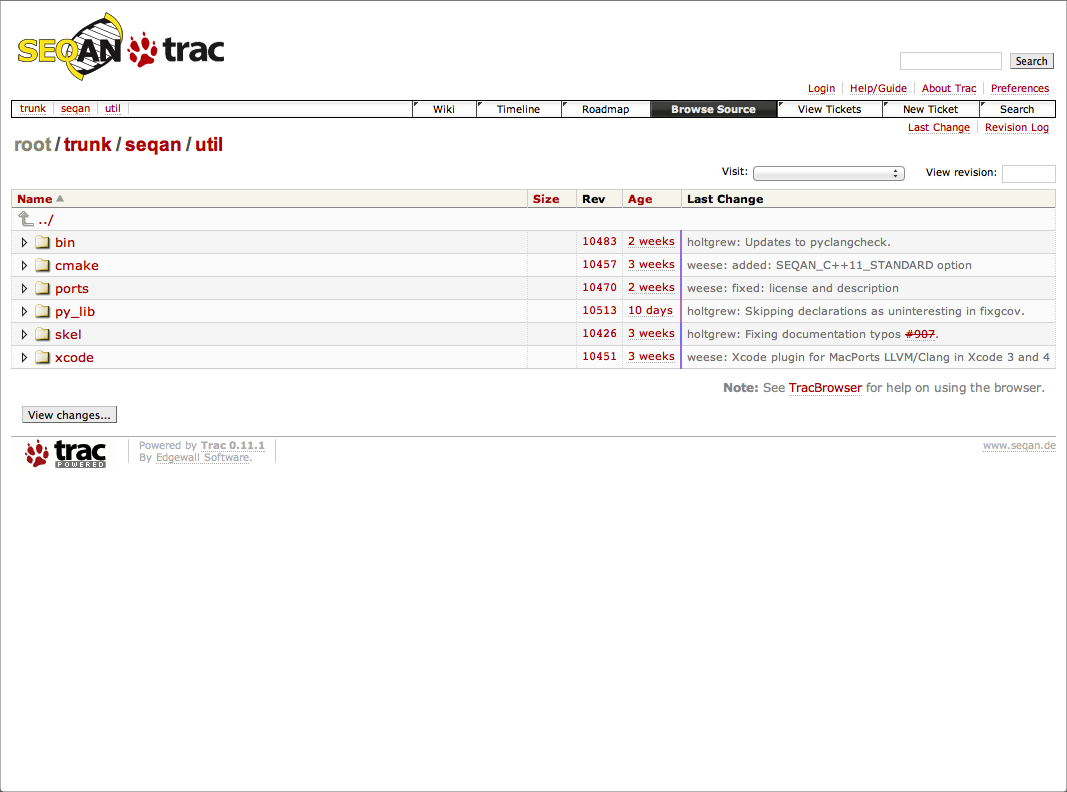 SEQAN trac
Search
Login Help/Guide About Trac Preferences
trunk seqan util Wiki Timeline Roadmap Browse Source View Tickets New Ticket Search
Last Change Revision Log
root / trunk / seqan / util
Visit: View revision:
Name Size Rev Age Last Change
../
bin 10483 2 weeks holtgrew: Updates to pyclangcheck.
cmake 10457 3 weeks weese: added: SEQAN_C++11_STANDARD option
ports 10470 2 weeks weese: fixed: license and description
py_lib 10513 10 days holtgrew: Skipping declarations as uninteresting in fixgcov.
skel 10426 3 weeks holtgrew: Fixing documentation typos #907.
xcode 10451 3 weeks weese: Xcode plugin for MacPorts LLVM/Clang in Xcode 3 and 4
Note: See TracBrowser for help on using the browser.
View changes...
trac POWERED Powered by Trac 0.11.1 www.seqan.de
By Edgewall Software.